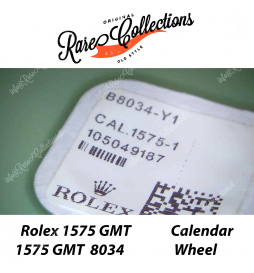 ORIGINAL
Rare Collections
OLD STYLE
B8034-Y1
CAL.1575-1
105049187
ROLEX
Rolex 1575 GMT Calendar
1575 GMT 8034 Wheel